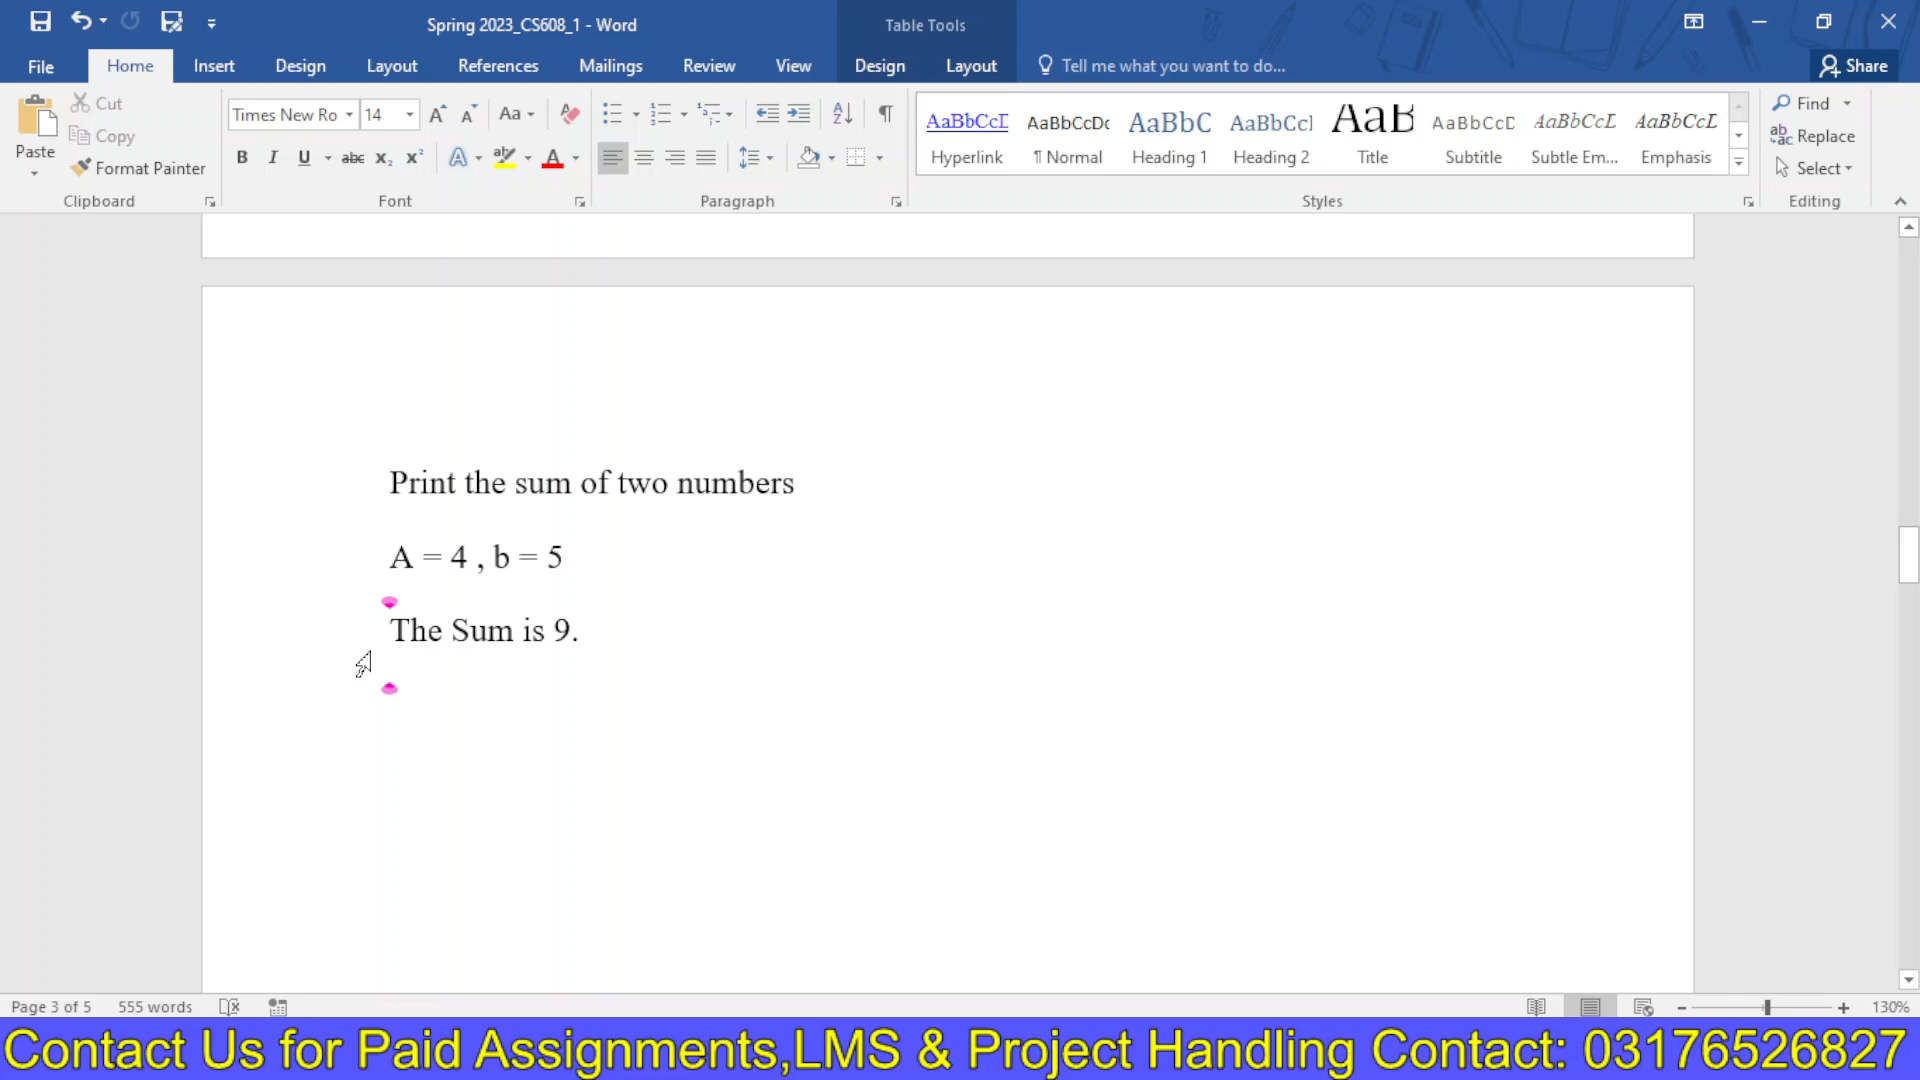 Spring 2023_CS608_1 - Word
Table Tools
File Home Insert Design Layout References Mailings Review View Design Layout Tell me what you want to do... Share
Paste
Cut
Copy
Format Painter
Clipboard
Times New Ro 14
Font
Paragraph
AaBbCcD Hyperlink
AaBbCcDc ¶ Normal
AaBbC Heading 1
AaBbCcl Heading 2
AaB Title
AaBbCcD Subtitle
AaBbCcL Subtle Em...
AaBbCcL Emphasis
Styles
Find
Replace
Select
Editing
Print the sum of two numbers
A = 4 , b = 5
The Sum is 9.
Page 3 of 5 555 words 130%
Contact Us for Paid Assignments,LMS & Project Handling Contact: 03176526827